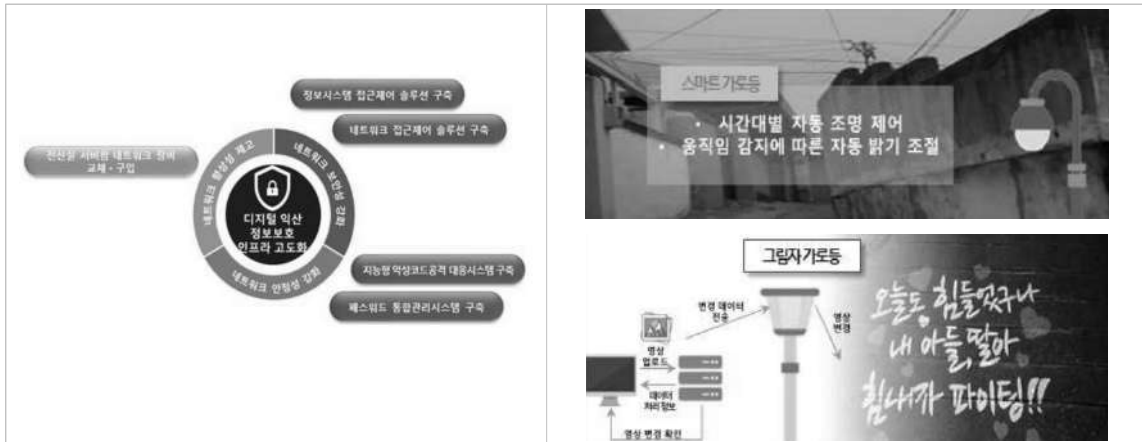 정보시스템 접근제어 솔루션 구축
네트워크 접근제어 솔루션 구축
전산실 서버팜 네트워크 장비
교체·구입
네트워크 보안성 강화
디지털 익산
정보보호
인프라 고도화
네트워크 안정성 강화
지능형 악성코드공격 대응시스템 구축
패스워드 통합관리시스템 구축
스마트가로등
• 시간대별 자동 조명 제어
• 움직임 감지에 따른 자동 밝기 조절
그림자가로등
변경 데이터
전송
영상
변경
영상
업로드
데이터
처리정보
영상 변경 확인
오늘도, 힘들었구나
내 아들,딸아
힘내자 파이팅!!